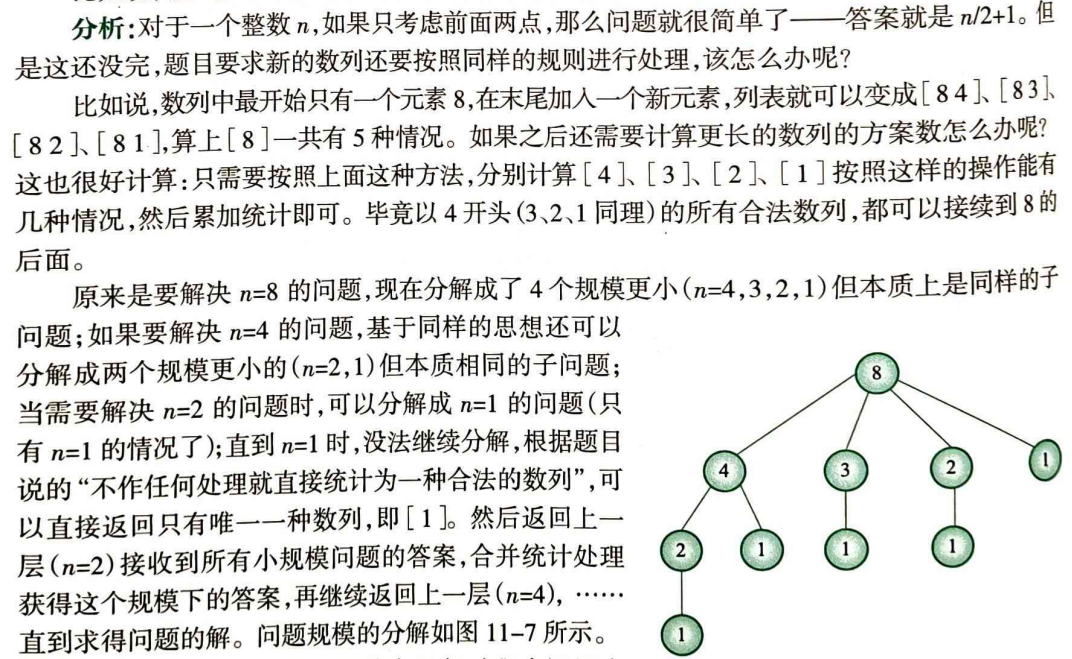 分析:对于一个整数 n,如果只考虑前面两点,那么问题就很简单了——答案就是 n/2+1。但
是这还没完,题目要求新的数列还要按照同样的规则进行处理,该怎么办呢?
比如说,数列中最开始只有一个元素 8,在末尾加入一个新元素,列表就可以变成[ 8 4 ]、[ 8 3 ]、
[ 8 2 ]、[ 8 1 ],算上[ 8 ]一共有 5 种情况。如果之后还需要计算更长的数列的方案数怎么办呢?
这也很好计算:只需要按照上面这种方法,分别计算[ 4 ]、[ 3 ]、[ 2 ]、[ 1 ]按照这样的操作能有
几种情况,然后累加统计即可。毕竟以 4 开头(3、2、1 同理)的所有合法数列,都可以接续到 8 的
后面。
原来是要解决 n=8 的问题,现在分解成了 4 个规模更小(n=4,3,2,1)但本质上是同样的子
问题;如果要解决 n=4 的问题,基于同样的思想还可以
分解成两个规模更小的(n=2,1)但本质相同的子问题;
当需要解决 n=2 的问题时,可以分解成 n=1 的问题(只
有 n=1 的情况了);直到 n=1 时,没法继续分解,根据题目
说的“不作任何处理就直接统计为一种合法的数列”,可
以直接返回只有唯一一种数列,即[ 1 ]。然后返回上一
层(n=2)接收到所有小规模问题的答案,合并统计处理
获得这个规模下的答案,再继续返回上一层(n=4),……
直到求得问题的解。问题规模的分解如图 11-7 所示。
8
4 3 2 1
2 1 1 1
1